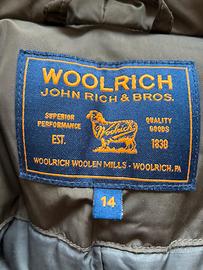 WOOLRICH
JOHN RICH & BROS.
SUPERIOR PERFORMANCE
QUALITY GOODS
Woolrich
EST. 1830
WOOLRICH WOOLEN MILLS - WOOLRICH, PA
14